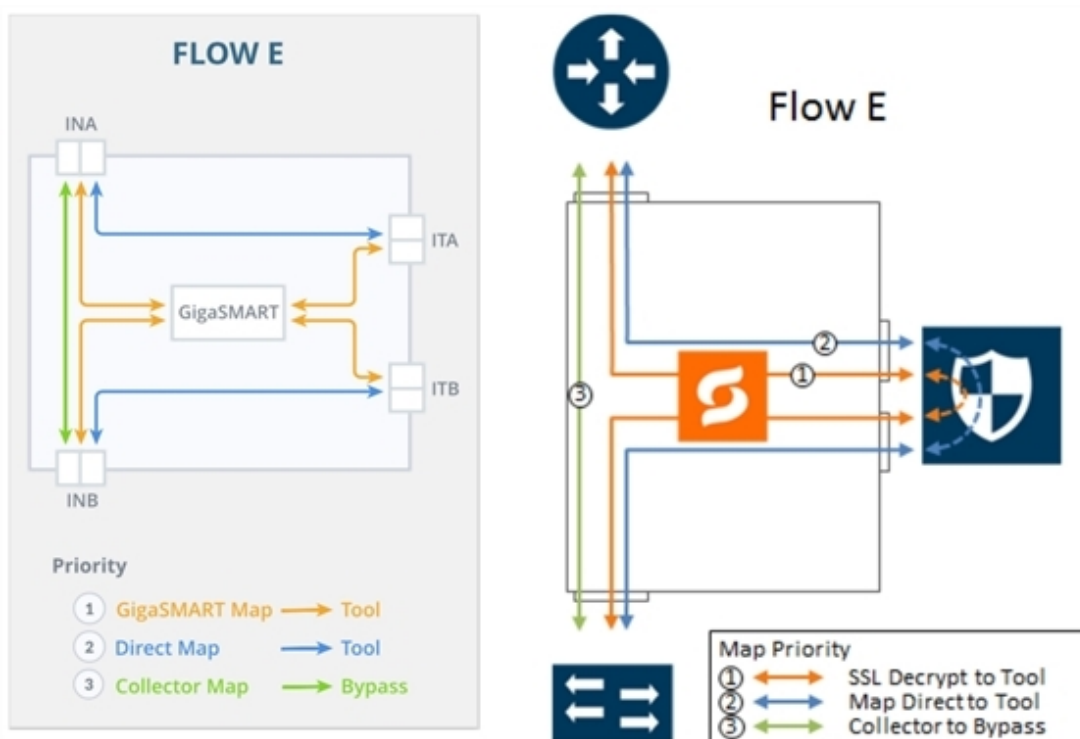 FLOW E
INA
ITA
GigaSMART
ITB
INB
Priority
1 GigaSMART Map Tool
2 Direct Map Tool
3 Collector Map Bypass
Flow E
2
1
3
Map Priority
1 SSL Decrypt to Tool
2 Map Direct to Tool
3 Collector to Bypass